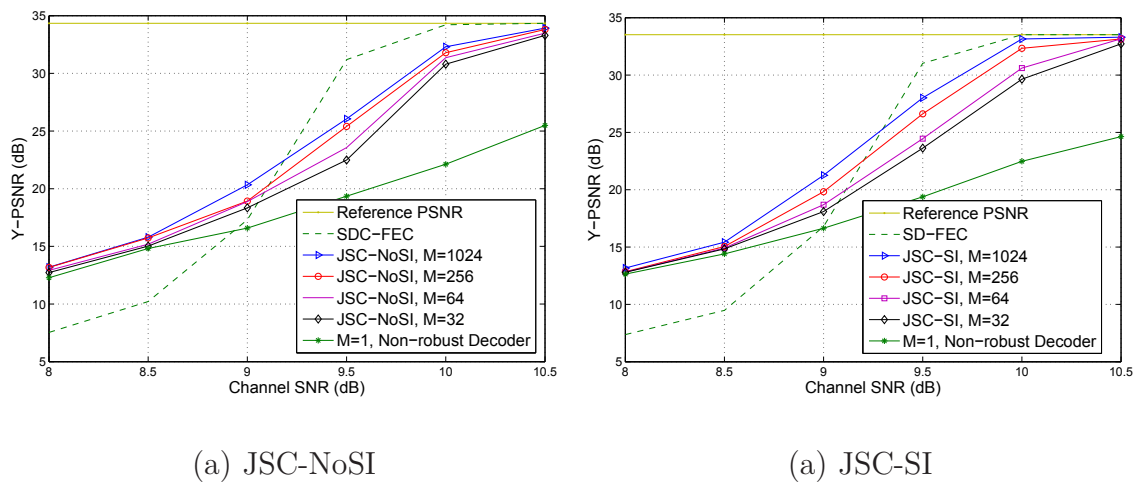 35
30
25
20
15
10
5
8
8.5
9
9.5
10
10.5
Y−PSNR (dB)
Channel SNR (dB)
Reference PSNR
SDC−FEC
JSC−NoSI, M=1024
JSC−NoSI, M=256
JSC−NoSI, M=64
JSC−NoSI, M=32
M=1, Non−robust Decoder
(a) JSC-NoSI
35
30
25
20
15
10
5
8
8.5
9
9.5
10
10.5
Y−PSNR (dB)
Channel SNR (dB)
Reference PSNR
SD−FEC
JSC−SI, M=1024
JSC−SI, M=256
JSC−SI, M=64
JSC−SI, M=32
M=1, Non−robust Decoder
(a) JSC-SI